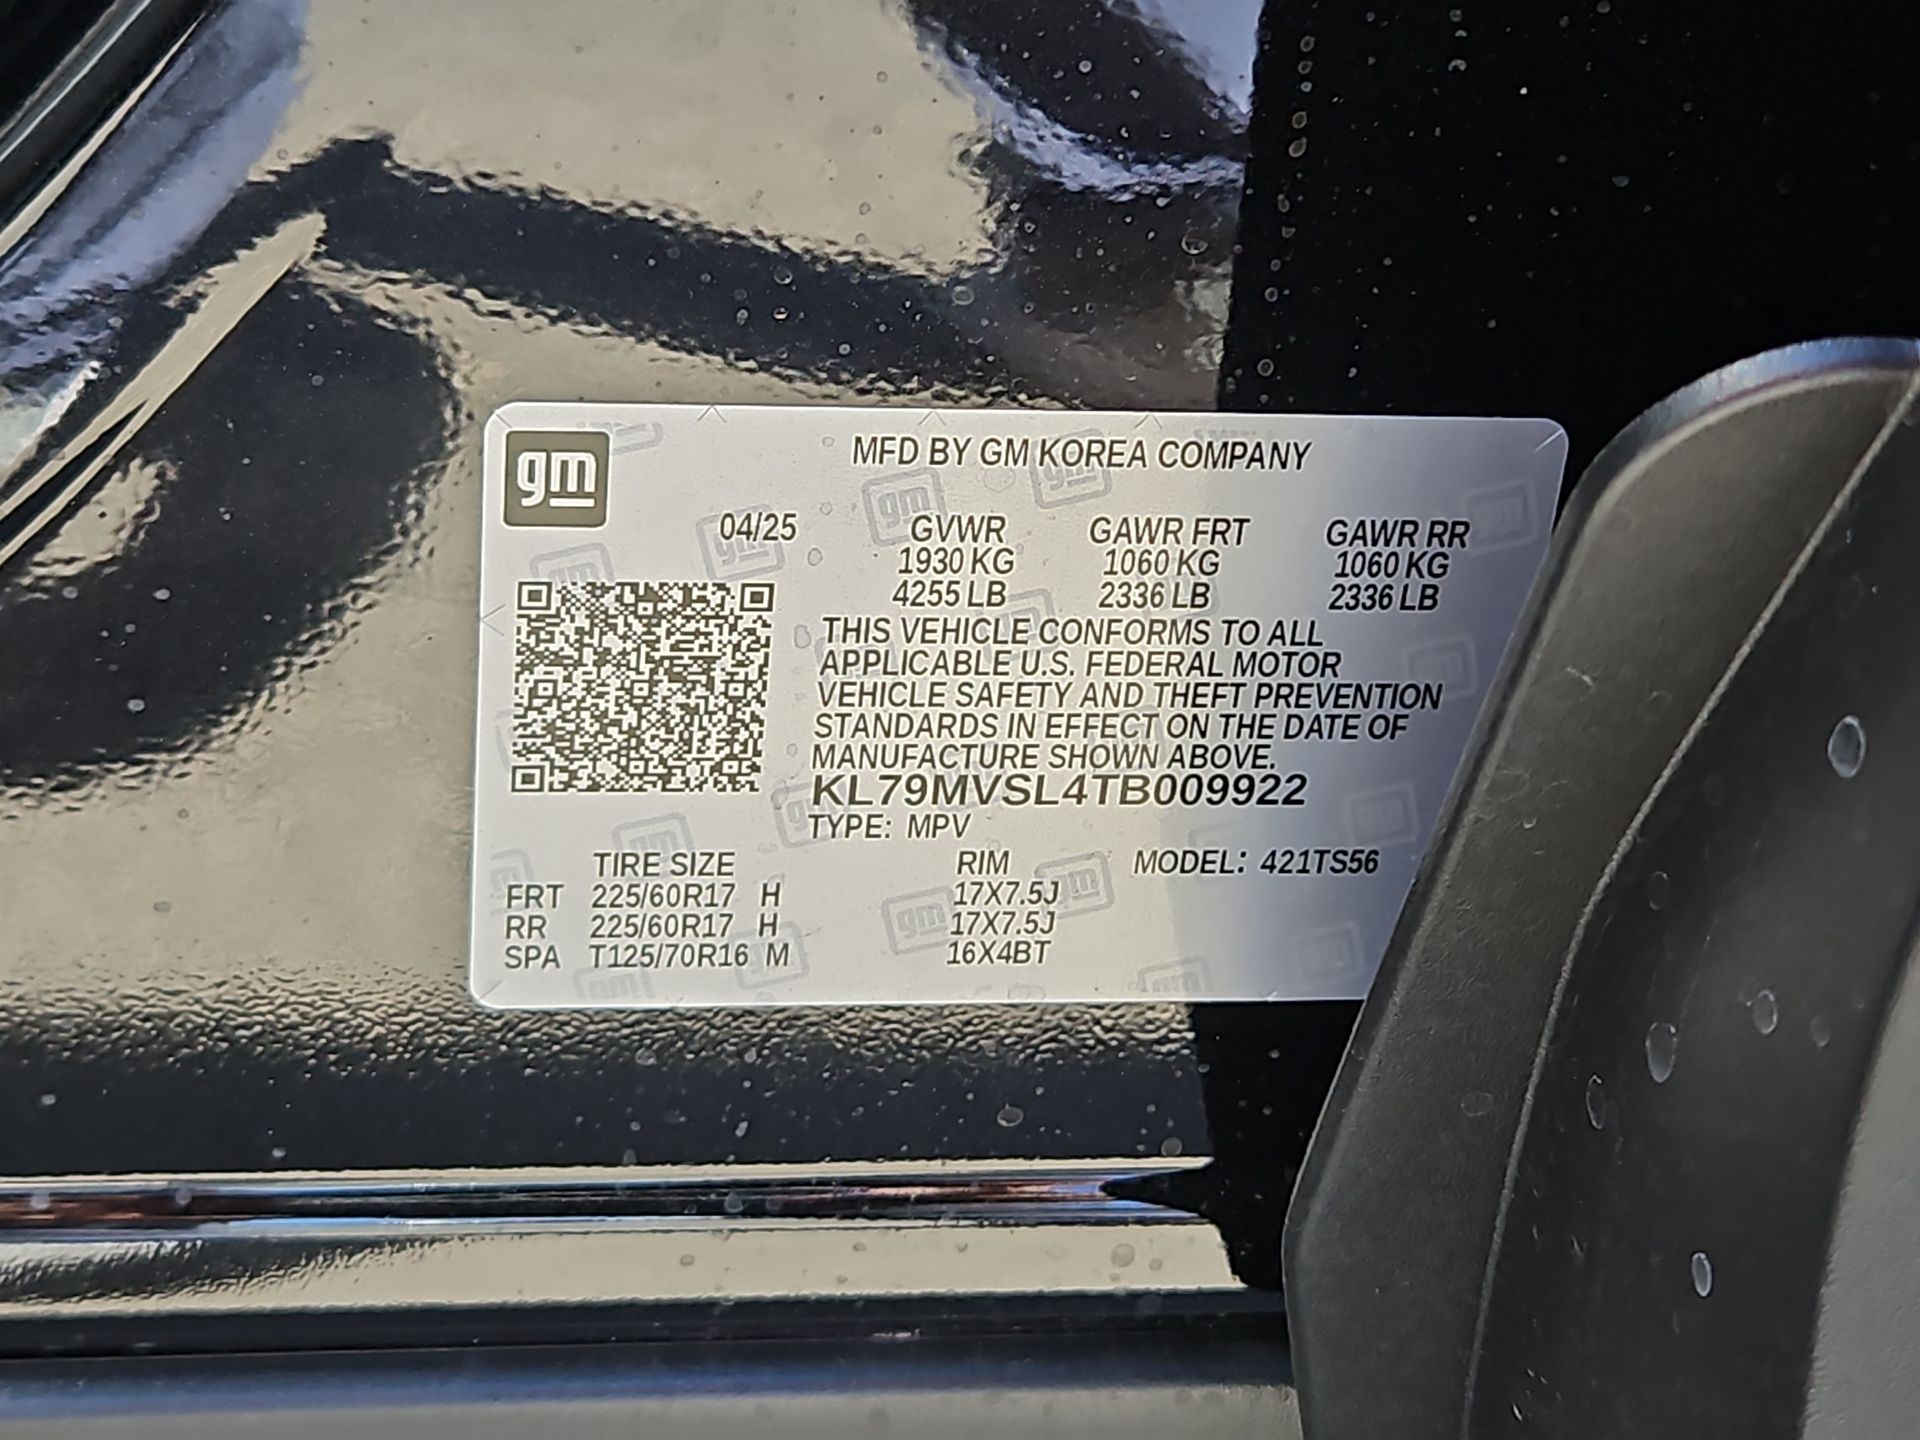 gm
MFD BY GM KOREA COMPANY
04/25 GVWR GAWR FRT GAWR RR
1930 KG 1060 KG 1060 KG
4255 LB 2336 LB 2336 LB
THIS VEHICLE CONFORMS TO ALL
APPLICABLE U.S. FEDERAL MOTOR
VEHICLE SAFETY AND THEFT PREVENTION
STANDARDS IN EFFECT ON THE DATE OF
MANUFACTURE SHOWN ABOVE.
KL79MVSL4TB009922
TYPE: MPV
TIRE SIZE RIM MODEL: 421TS56
FRT 225/60R17 H 17X7.5J
RR 225/60R17 H 17X7.5J
SPA T125/70R16 M 16X4BT